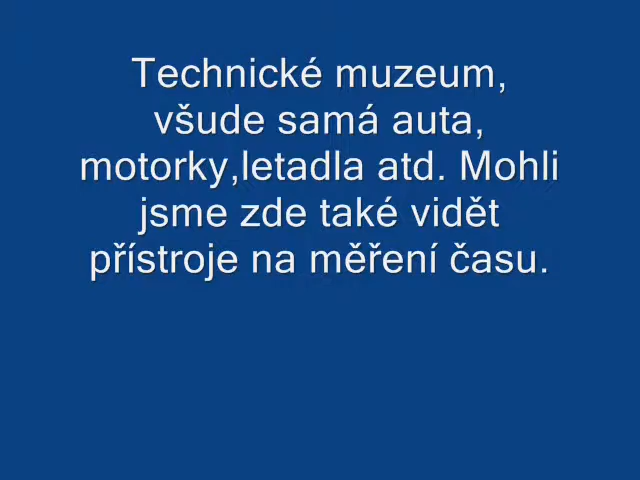 Technické muzeum,
všude samá auta,
motorky,letadla atd. Mohli
jsme zde také vidět
přístroje na měření času.